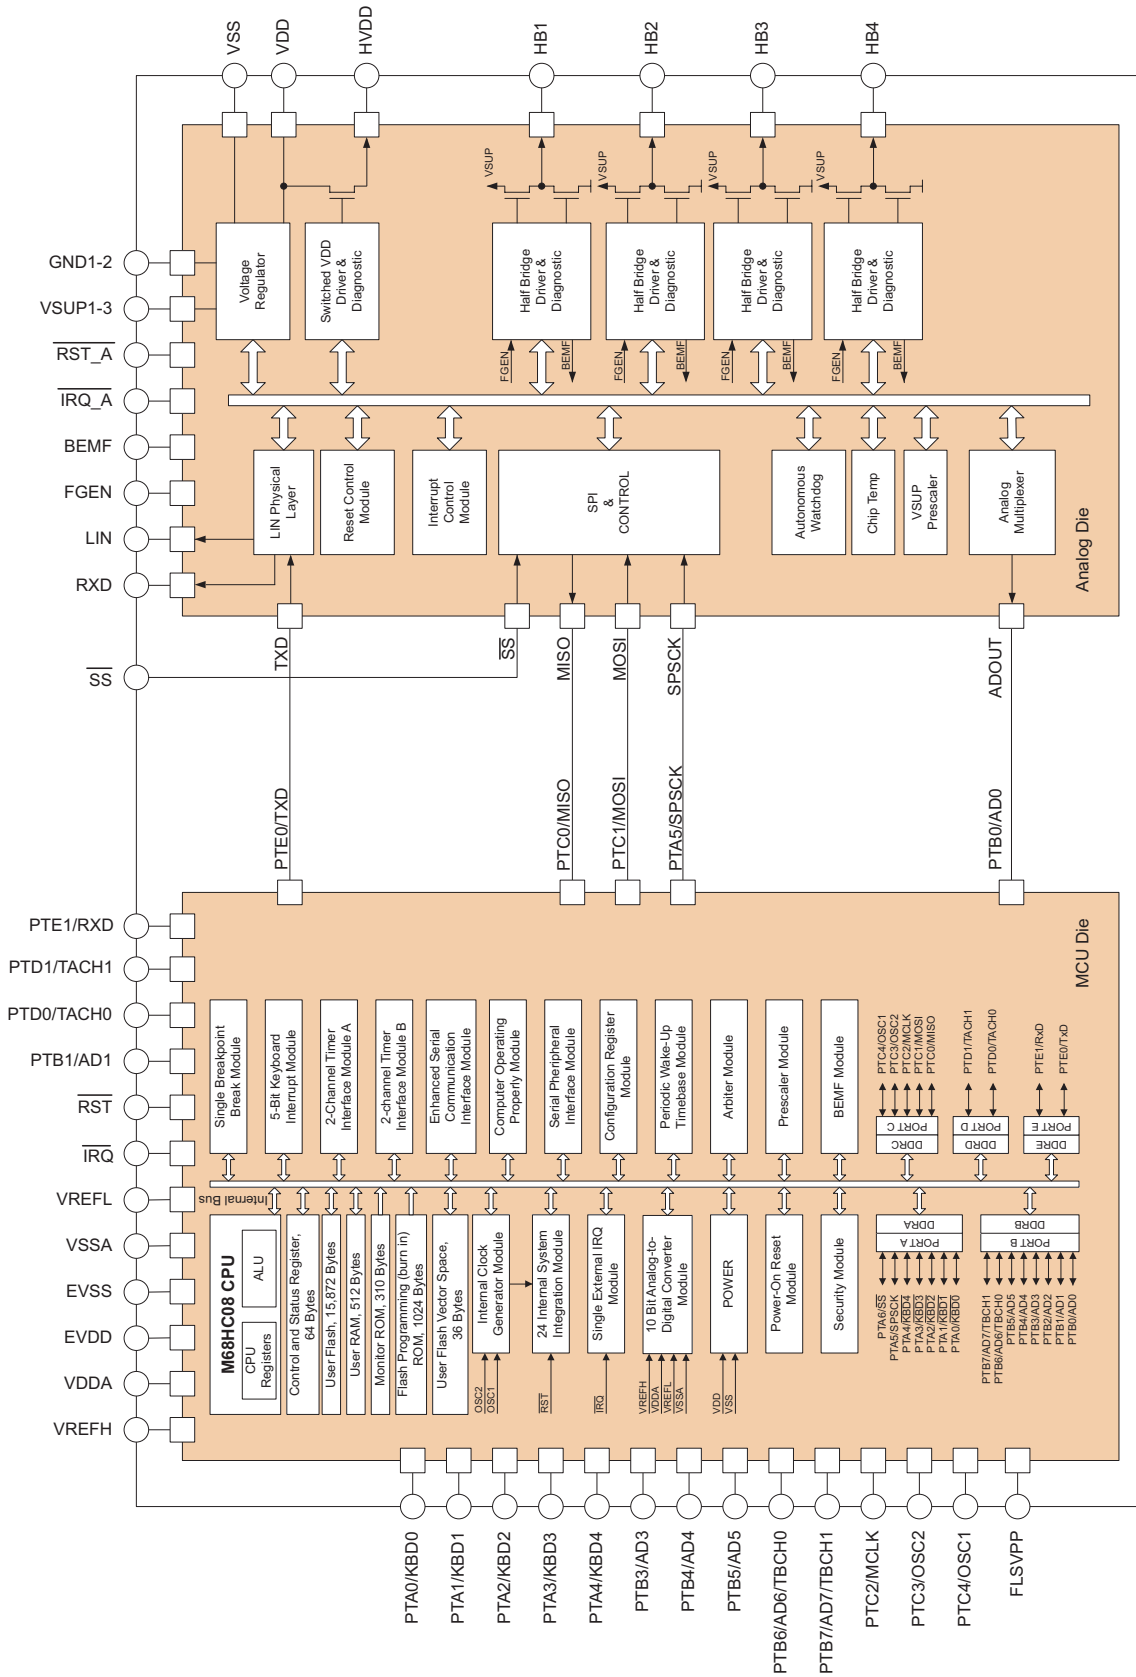 VSS
VDD
HVDD
HB1
HB2
HB3
HB4
GND1-2
VSUP1-3
RST_A
IRQ_A
BEMF
FGEN
LIN
RXD
SS
Voltage
Regulator
Switched VDD
Driver &
Diagnostic
VSUP
Half Bridge
Driver &
Diagnostic
FGEN
BEMF
VSUP
Half Bridge
Driver &
Diagnostic
FGEN
BEMF
VSUP
Half Bridge
Driver &
Diagnostic
FGEN
BEMF
VSUP
Half Bridge
Driver &
Diagnostic
FGEN
BEMF
LIN Physical
Layer
Reset Control
Module
Interrupt
Control
Module
SPI
&
CONTROL
Autonomous
Watchdog
Chip Temp
VSUP
Prescaler
Analog
Multiplexer
Analog Die
TXD
SS
MISO
MOSI
SPSCK
ADOUT
PTE0/TXD
PTC0/MISO
PTC1/MOSI
PTA5/SPSCK
PTB0/AD0
PTE1/RXD
PTD1/TACH1
PTD0/TACH0
PTB1/AD1
RST
IRQ
VREFL
VSSA
EVSS
EVDD
VDDA
VREFH
MCU Die
Single Breakpoint
Break Module
5-Bit Keyboard
Interrupt Module
2-Channel Timer
Interface Module A
2-channel Timer
Interface Module B
Enhanced Serial
Communication
Interface Module
Computer Operating
Properly Module
Serial Pheripheral
Interface Module
Configuration Register
Module
Periodic Wake-Up
Timebase Module
Arbiter Module
Prescaler Module
BEMF Module
PTC4/OSC1
PTC3/OSC2
PTC2/MCLK
PTC1/MOSI
PTC0/MISO
PORT C
DDRC
PTD1/TACH1
PTD0/TACH0
PORT D
DDRD
PTE1/RxD
PTE0/TxD
PORT E
DDRE
Internal Bus
M68HC08 CPU
CPU
Registers
ALU
Control and Status Register,
64 Bytes
User Flash, 15,872 Bytes
User RAM, 512 Bytes
Monitor ROM, 310 Bytes
Flash Programming (burn in)
ROM, 1024 Bytes
User Flash Vector Space,
36 Bytes
Internal Clock
Generator Module
OSC2
OSC1
24 Internal System
Integration Module
RST
Single External IRQ
Module
IRQ
10 Bit Analog-to-
Digital Converter
Module
VREFH
VDDA
VREFL
VSSA
POWER
VDD
VSS
Power-On Reset
Module
Security Module
DDRA
PORT A
PTA6/SS
PTA5/SPSCK
PTA4/KBD4
PTA3/KBD3
PTA2/KBD2
PTA1/KBD1
PTA0/KBD0
DDRB
PORT B
PTB7/AD7/TBCH1
PTB6/AD6/TBCH0
PTB5/AD5
PTB4/AD4
PTB3/AD3
PTB2/AD2
PTB1/AD1
PTB0/AD0
PTA0/KBD0
PTA1/KBD1
PTA2/KBD2
PTA3/KBD3
PTA4/KBD4
PTB3/AD3
PTB4/AD4
PTB5/AD5
PTB6/AD6/TBCH0
PTB7/AD7/TBCH1
PTC2/MCLK
PTC3/OSC2
PTC4/OSC1
FLSVPP